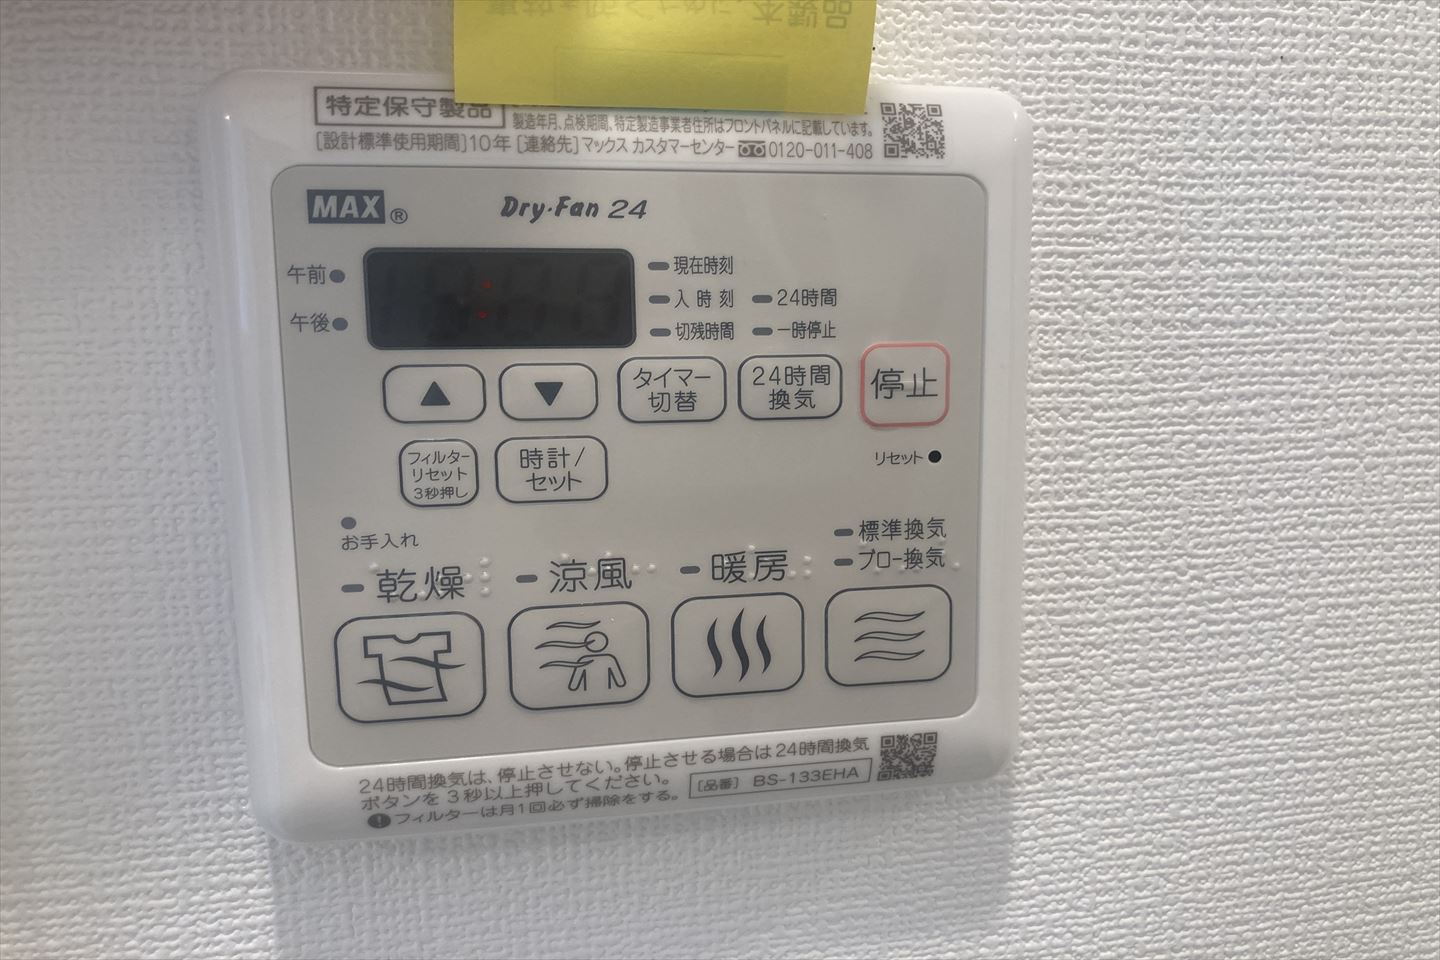 特定保守製品
製造年月、点検期間、特定製造事業者住所はフロントパネルに記載しています。
[設計標準使用期間]10年 [連絡先]マックス カスタマーセンター 0120-011-408
MAX® Dry・Fan 24
午前
午後
現在時刻
入時刻 24時間
切残時間 一時停止
▲ ▼ タイマー切替 24時間換気 停止
フィルターリセット3秒押し 時計/セット リセット
お手入れ
標準換気
乾燥 涼風 暖房 プロー換気
24時間換気は、停止させない。停止させる場合は24時間換気
ボタンを3秒以上押してください。
フィルターは月1回必ず掃除をする。 [品番] BS-133EHA